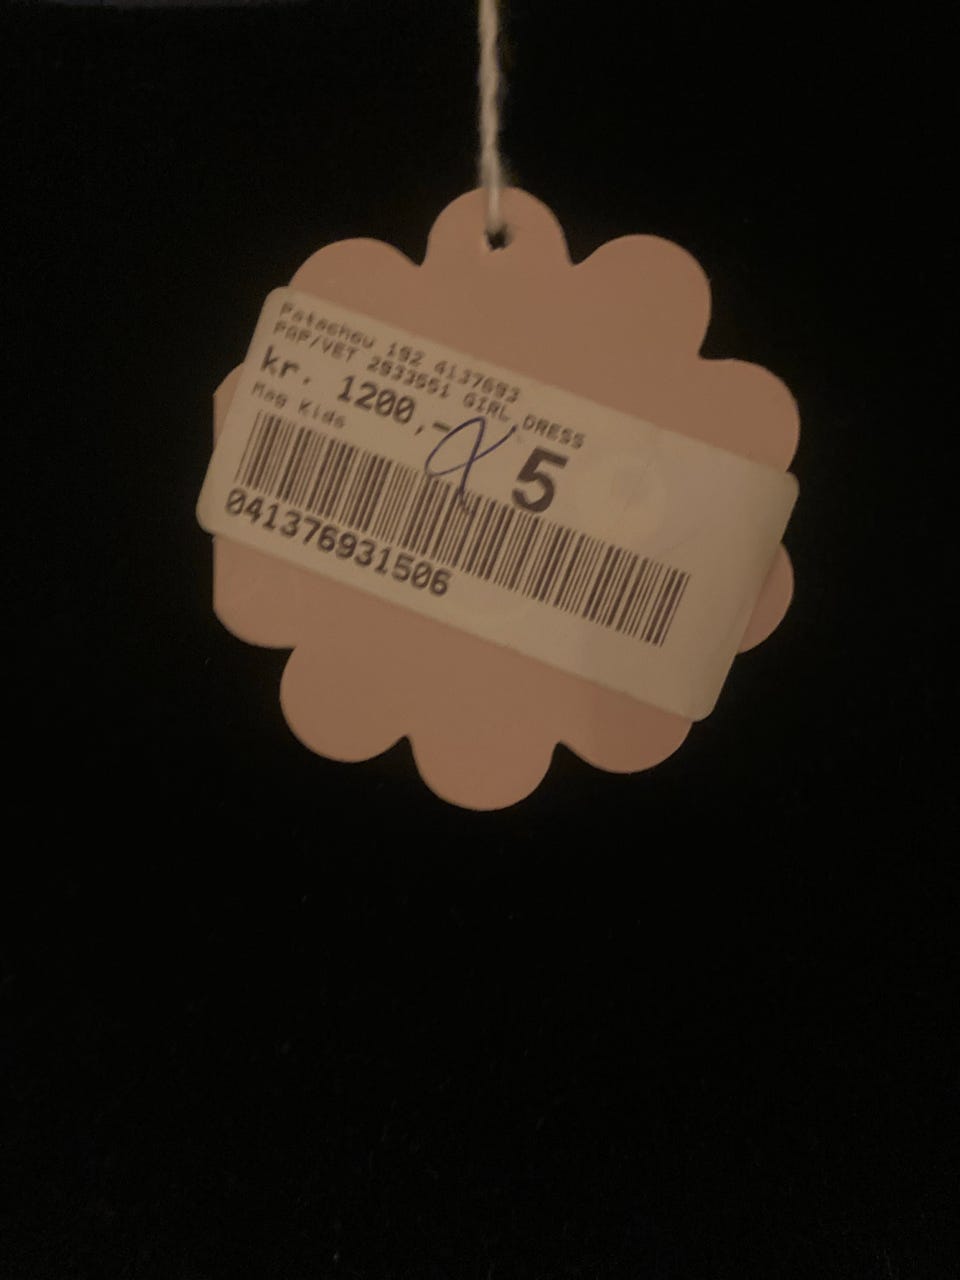 Patachou 192 4137693
PGP/VET 2933551 GIRL DRESS
kr. 1200,-
5
Mag Kids
041376931506